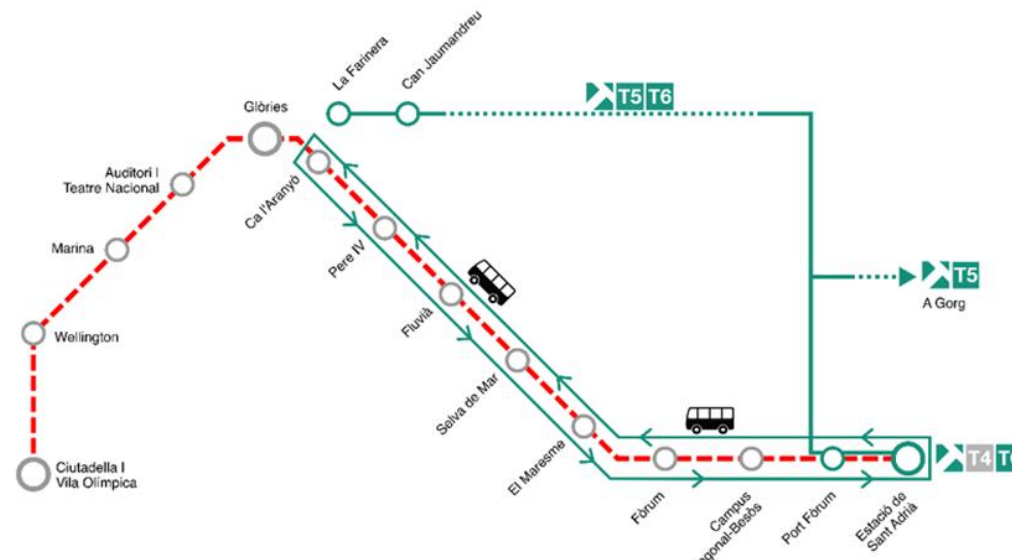 La Farinera
Can Jaumandreu
T5 T6
Glòries
Auditori I
Teatre Nacional
Ca l'Aranyó
Marina
Pere IV
T5
A Gorg
Fluvià
Wellington
Selva de Mar
El Maresme
Ciutadella I
Vila Olímpica
T4
Fòrum
Campus
Port Fòrum
Estació de
Sant Adrià